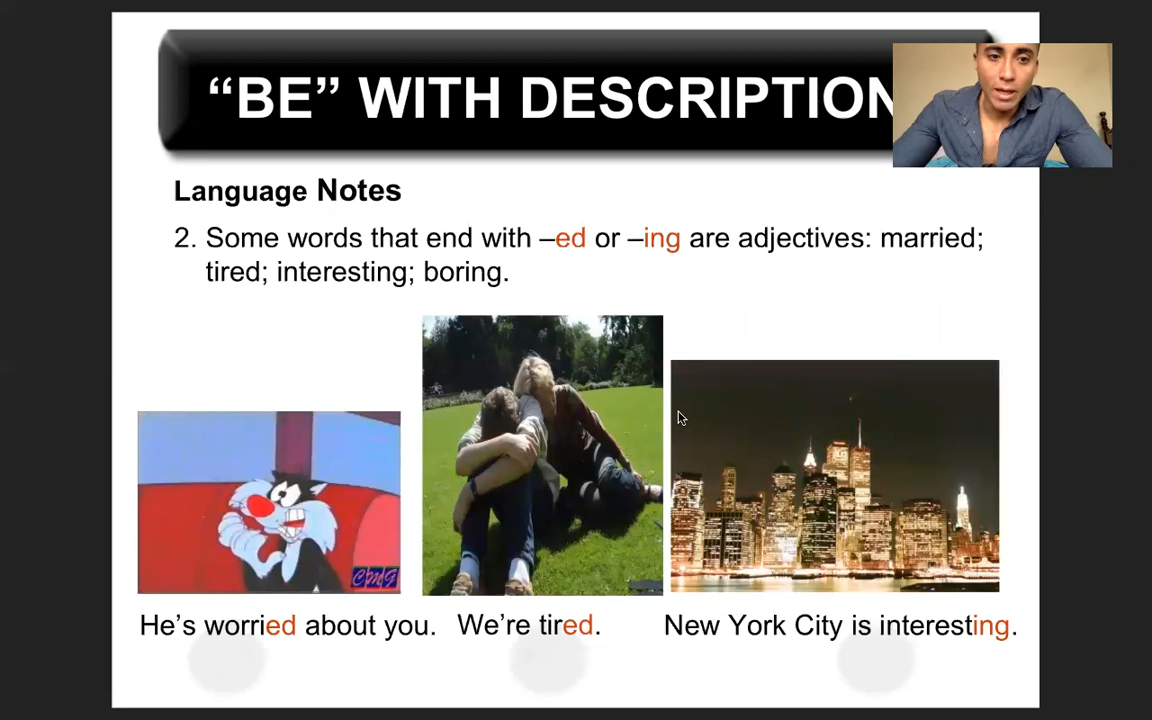 “BE” WITH DESCRIPTION
Language Notes
2. Some words that end with –ed or –ing are adjectives: married;
tired; interesting; boring.
He’s worried about you.
We’re tired.
New York City is interesting.